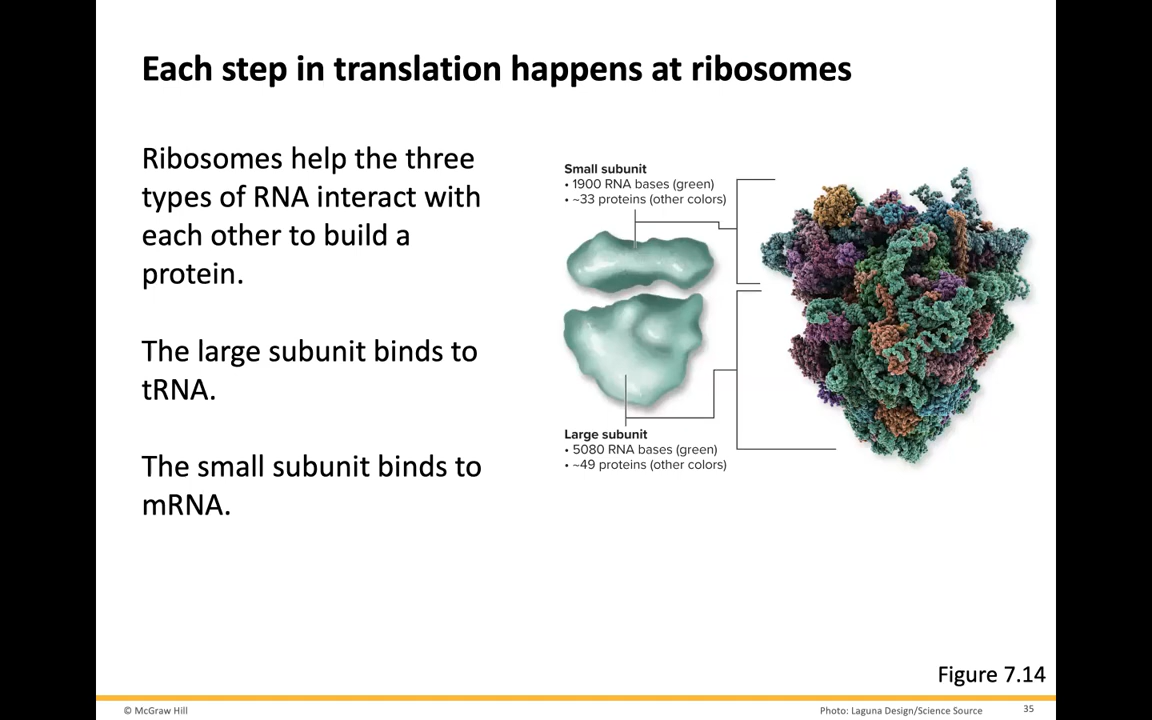 Each step in translation happens at ribosomes
Ribosomes help the three
types of RNA interact with
each other to build a
protein.
The large subunit binds to
tRNA.
The small subunit binds to
mRNA.
Small subunit
• 1900 RNA bases (green)
• ~33 proteins (other colors)
Large subunit
• 5080 RNA bases (green)
• ~49 proteins (other colors)
Figure 7.14
© McGraw Hill
Photo: Laguna Design/Science Source
35